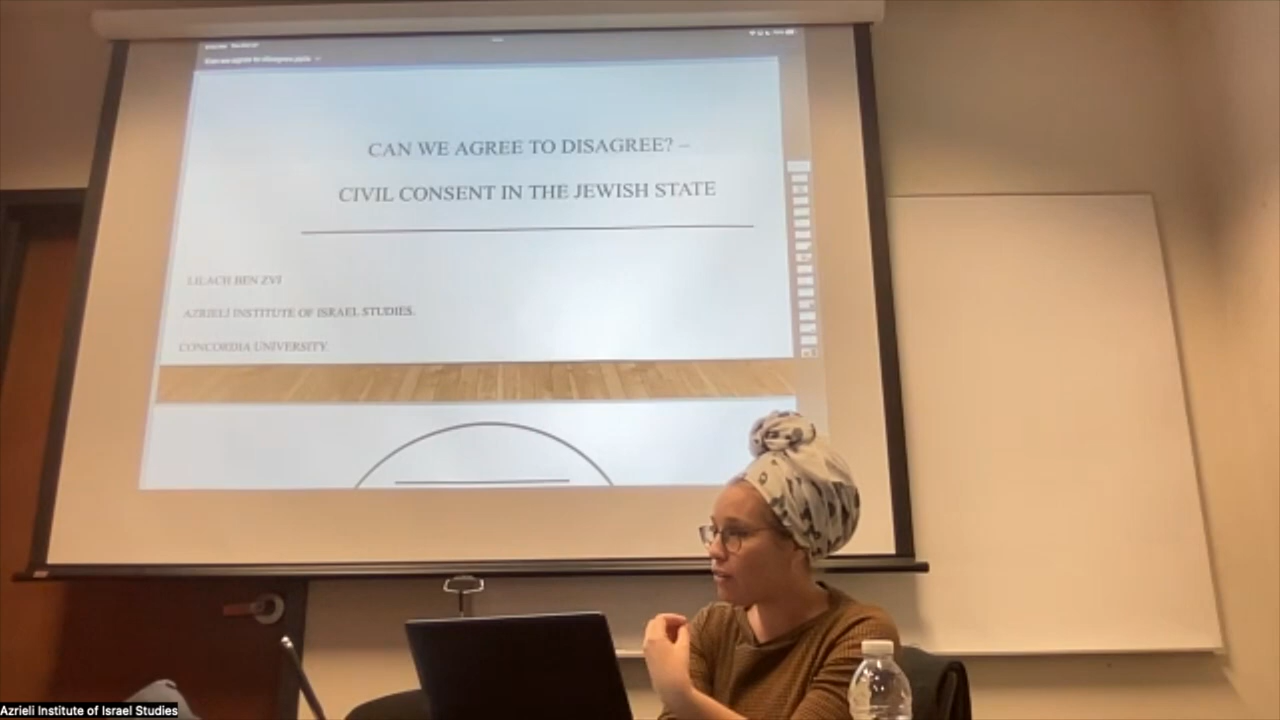 CAN WE AGREE TO DISAGREE? –
CIVIL CONSENT IN THE JEWISH STATE
LILACH BEN ZVI
AZRIELI INSTITUTE OF ISRAEL STUDIES.
CONCORDIA UNIVERSITY.
Azrieli Institute of Israel Studies